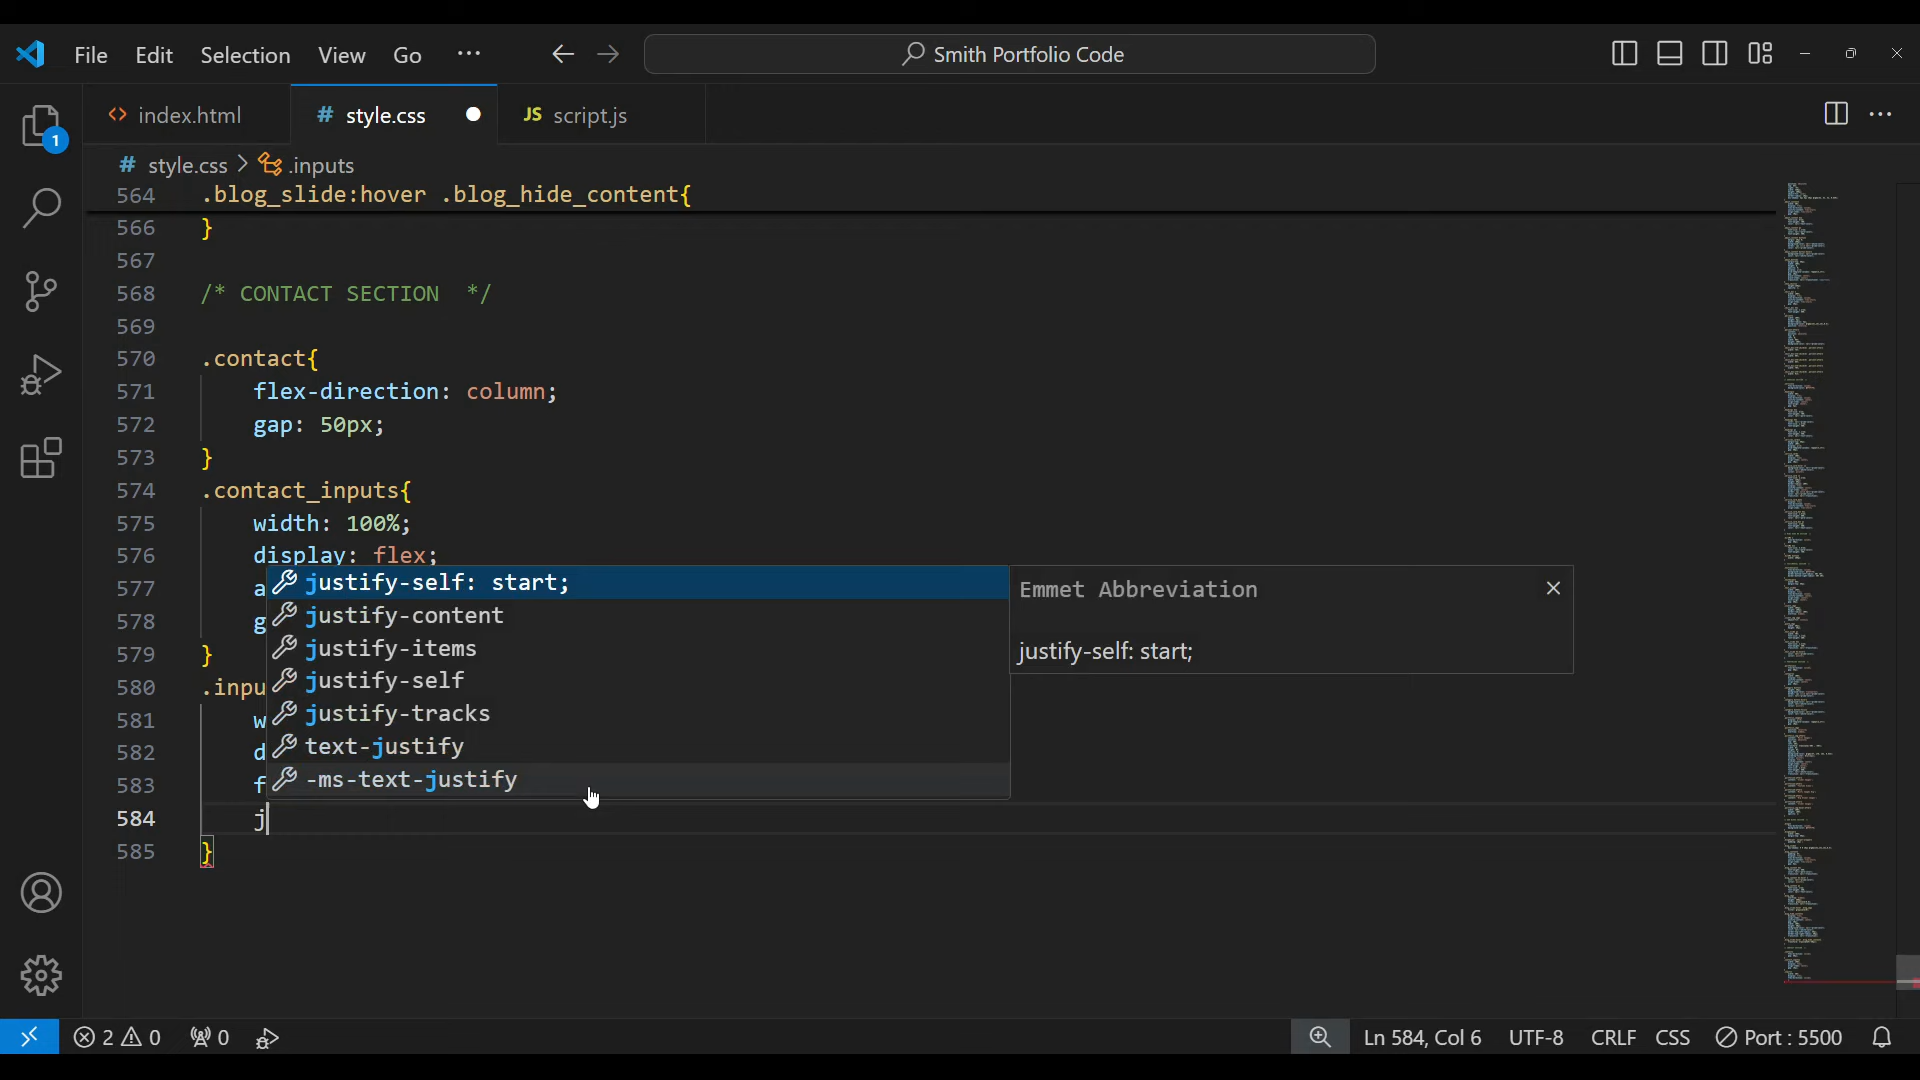 File Edit Selection View Go ··· Smith Portfolio Code
index.html # style.css JS script.js
# style.css > .inputs
564 .blog_slide:hover .blog_hide_content{
566 }
567
568 /* CONTACT SECTION */
569
570 .contact{
571 flex-direction: column;
572 gap: 50px;
573 }
574 .contact_inputs{
575 width: 100%;
576 display: flex;
577 a
578 g
579 }
580 .inpu
581 w
582 d
583 f
584 j
585 }
justify-self: start;
justify-content
justify-items
justify-self
justify-tracks
text-justify
-ms-text-justify
Emmet Abbreviation
justify-self: start;
1
2 0 0 Ln 584, Col 6 UTF-8 CRLF CSS Port : 5500